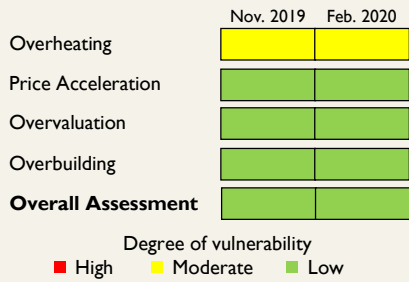 Nov. 2019 Feb. 2020
Overheating
Price Acceleration
Overvaluation
Overbuilding
Overall Assessment
Degree of vulnerability
High Moderate Low